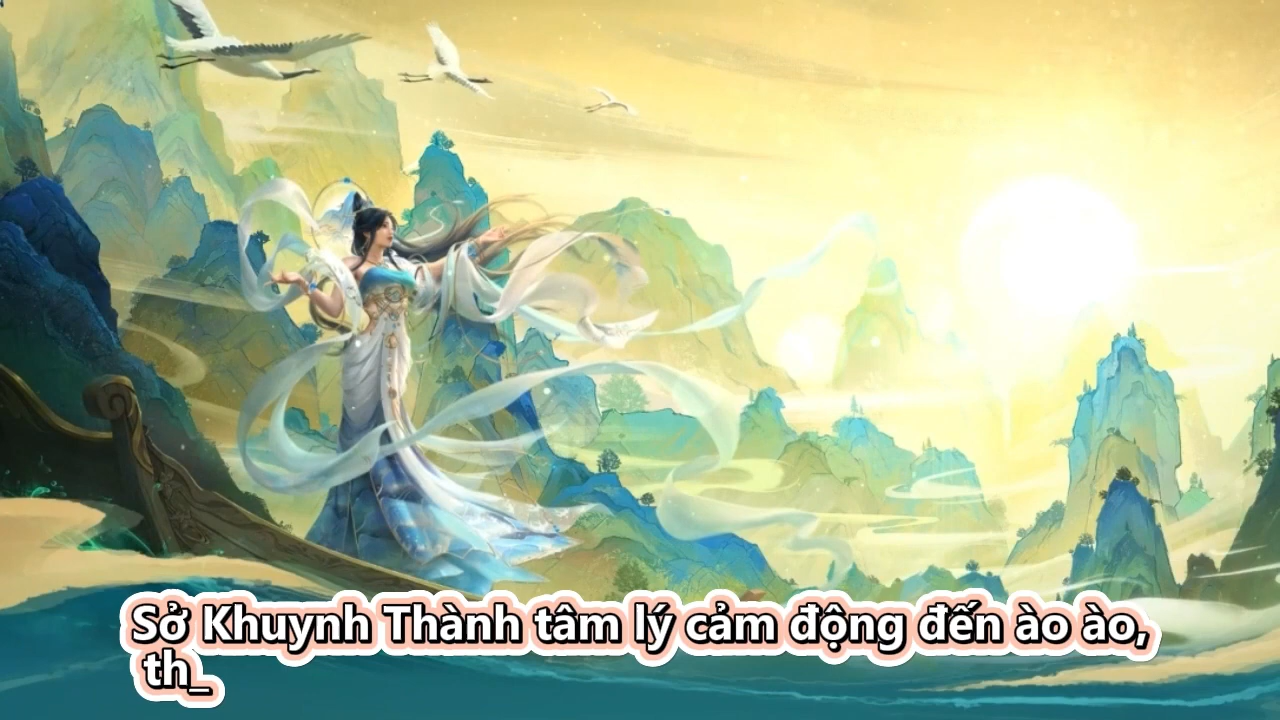 Sở Khuynh Thành tâm lý cảm động đến ào ào,
th_